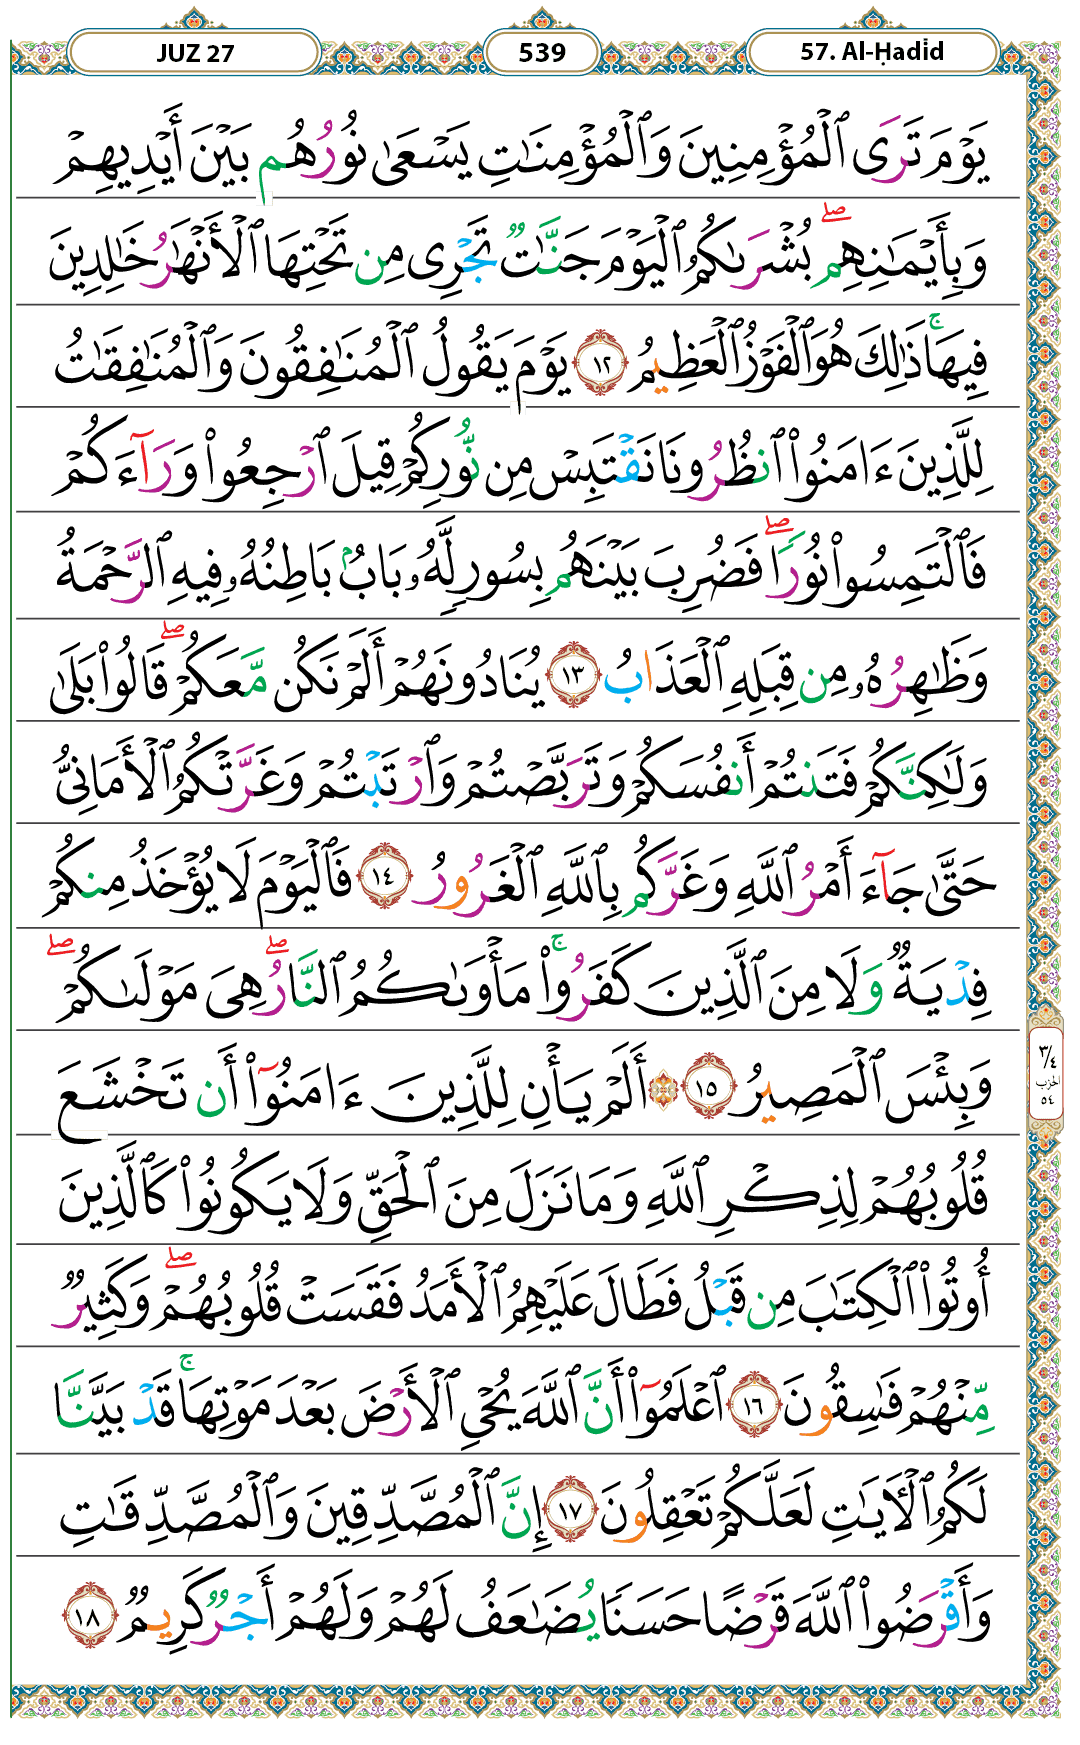 JUZ 27 539 57. Al-Ḥadīd
يَوْمَ تَرَى ٱلْمُؤْمِنِينَ وَٱلْمُؤْمِنَـٰتِ يَسْعَىٰ نُورُهُم بَيْنَ أَيْدِيهِمْ
وَبِأَيْمَـٰنِهِم ۖ بُشْرَىٰكُمُ ٱلْيَوْمَ جَنَّـٰتٌ تَجْرِى مِن تَحْتِهَا ٱلْأَنْهَـٰرُ خَـٰلِدِينَ
فِيهَا ۚ ذَٰلِكَ هُوَ ٱلْفَوْزُ ٱلْعَظِيمُ ١٢ يَوْمَ يَقُولُ ٱلْمُنَـٰفِقُونَ وَٱلْمُنَـٰفِقَـٰتُ
لِلَّذِينَ ءَامَنُوا۟ ٱنظُرُونَا نَقْتَبِسْ مِن نُّورِكُمْ قِيلَ ٱرْجِعُوا۟ وَرَآءَكُمْ
فَٱلْتَمِسُوا۟ نُورًا ۖ فَضُرِبَ بَيْنَهُم بِسُورٍ لَّهُۥ بَابٌۢ بَاطِنُهُۥ فِيهِ ٱلرَّحْمَةُ
وَظَـٰهِرُهُۥ مِن قِبَلِهِ ٱلْعَذَابُ ١٣ يُنَادُونَهُمْ أَلَمْ نَكُن مَّعَكُمْ ۖ قَالُوا۟ بَلَىٰ
وَلَـٰكِنَّكُمْ فَتَنتُمْ أَنفُسَكُمْ وَتَرَبَّصْتُمْ وَٱرْتَبْتُمْ وَغَرَّتْكُمُ ٱلْأَمَانِىُّ
حَتَّىٰ جَآءَ أَمْرُ ٱللَّهِ وَغَرَّكُم بِٱللَّهِ ٱلْغَرُورُ ١٤ فَٱلْيَوْمَ لَا يُؤْخَذُ مِنكُمْ
فِدْيَةٌ وَلَا مِنَ ٱلَّذِينَ كَفَرُوا۟ ۚ مَأْوَىٰكُمُ ٱلنَّارُ ۖ هِىَ مَوْلَىٰكُمْ ۖ
وَبِئْسَ ٱلْمَصِيرُ ١٥ ۞ أَلَمْ يَأْنِ لِلَّذِينَ ءَامَنُوٓا۟ أَن تَخْشَعَ
قُلُوبُهُمْ لِذِكْرِ ٱللَّهِ وَمَا نَزَلَ مِنَ ٱلْحَقِّ وَلَا يَكُونُوا۟ كَٱلَّذِينَ
أُوتُوا۟ ٱلْكِتَـٰبَ مِن قَبْلُ فَطَالَ عَلَيْهِمُ ٱلْأَمَدُ فَقَسَتْ قُلُوبُهُمْ ۖ وَكَثِيرٌ
مِّنْهُمْ فَـٰسِقُونَ ١٦ ٱعْلَمُوٓا۟ أَنَّ ٱللَّهَ يُحْىِ ٱلْأَرْضَ بَعْدَ مَوْتِهَا ۚ قَدْ بَيَّنَّا
لَكُمُ ٱلْـَٔايَـٰتِ لَعَلَّكُمْ تَعْقِلُونَ ١٧ إِنَّ ٱلْمُصَّدِّقِينَ وَٱلْمُصَّدِّقَـٰتِ
وَأَقْرَضُوا۟ ٱللَّهَ قَرْضًا حَسَنًا يُضَـٰعَفُ لَهُمْ وَلَهُمْ أَجْرٌ كَرِيمٌ ١٨
٣/٤
الحزب
٥٤